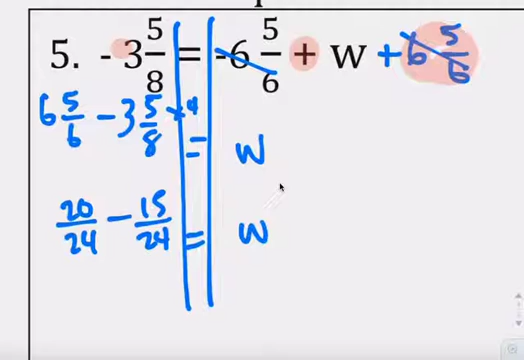 5. -3 5/8 = -6 5/6 + w + 6 5/6
6 5/6 - 3 5/8 = w
20/24 - 15/24 = w